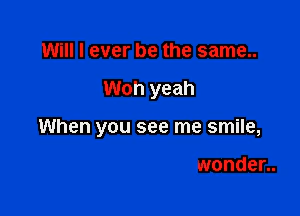 Will I ever be the same..
Woh yeah
When you see me smile,
wonder..